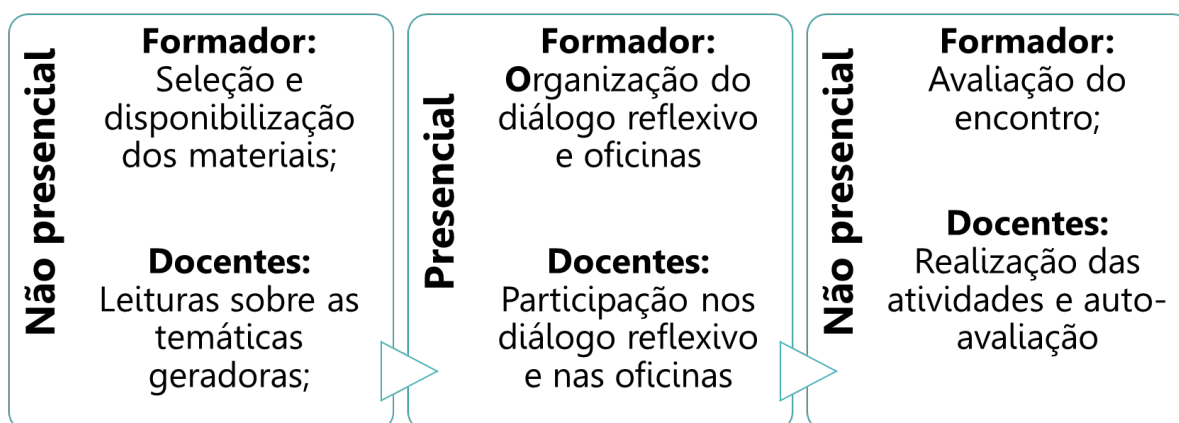 Não presencial
Formador:
Seleção e
disponibilização
dos materiais;
Docentes:
Leituras sobre as
temáticas
geradoras;
Presencial
Formador:
Organização do
diálogo reflexivo
e oficinas
Docentes:
Participação nos
diálogo reflexivo
e nas oficinas
Não presencial
Formador:
Avaliação do
encontro;
Docentes:
Realização das
atividades e auto-
avaliação